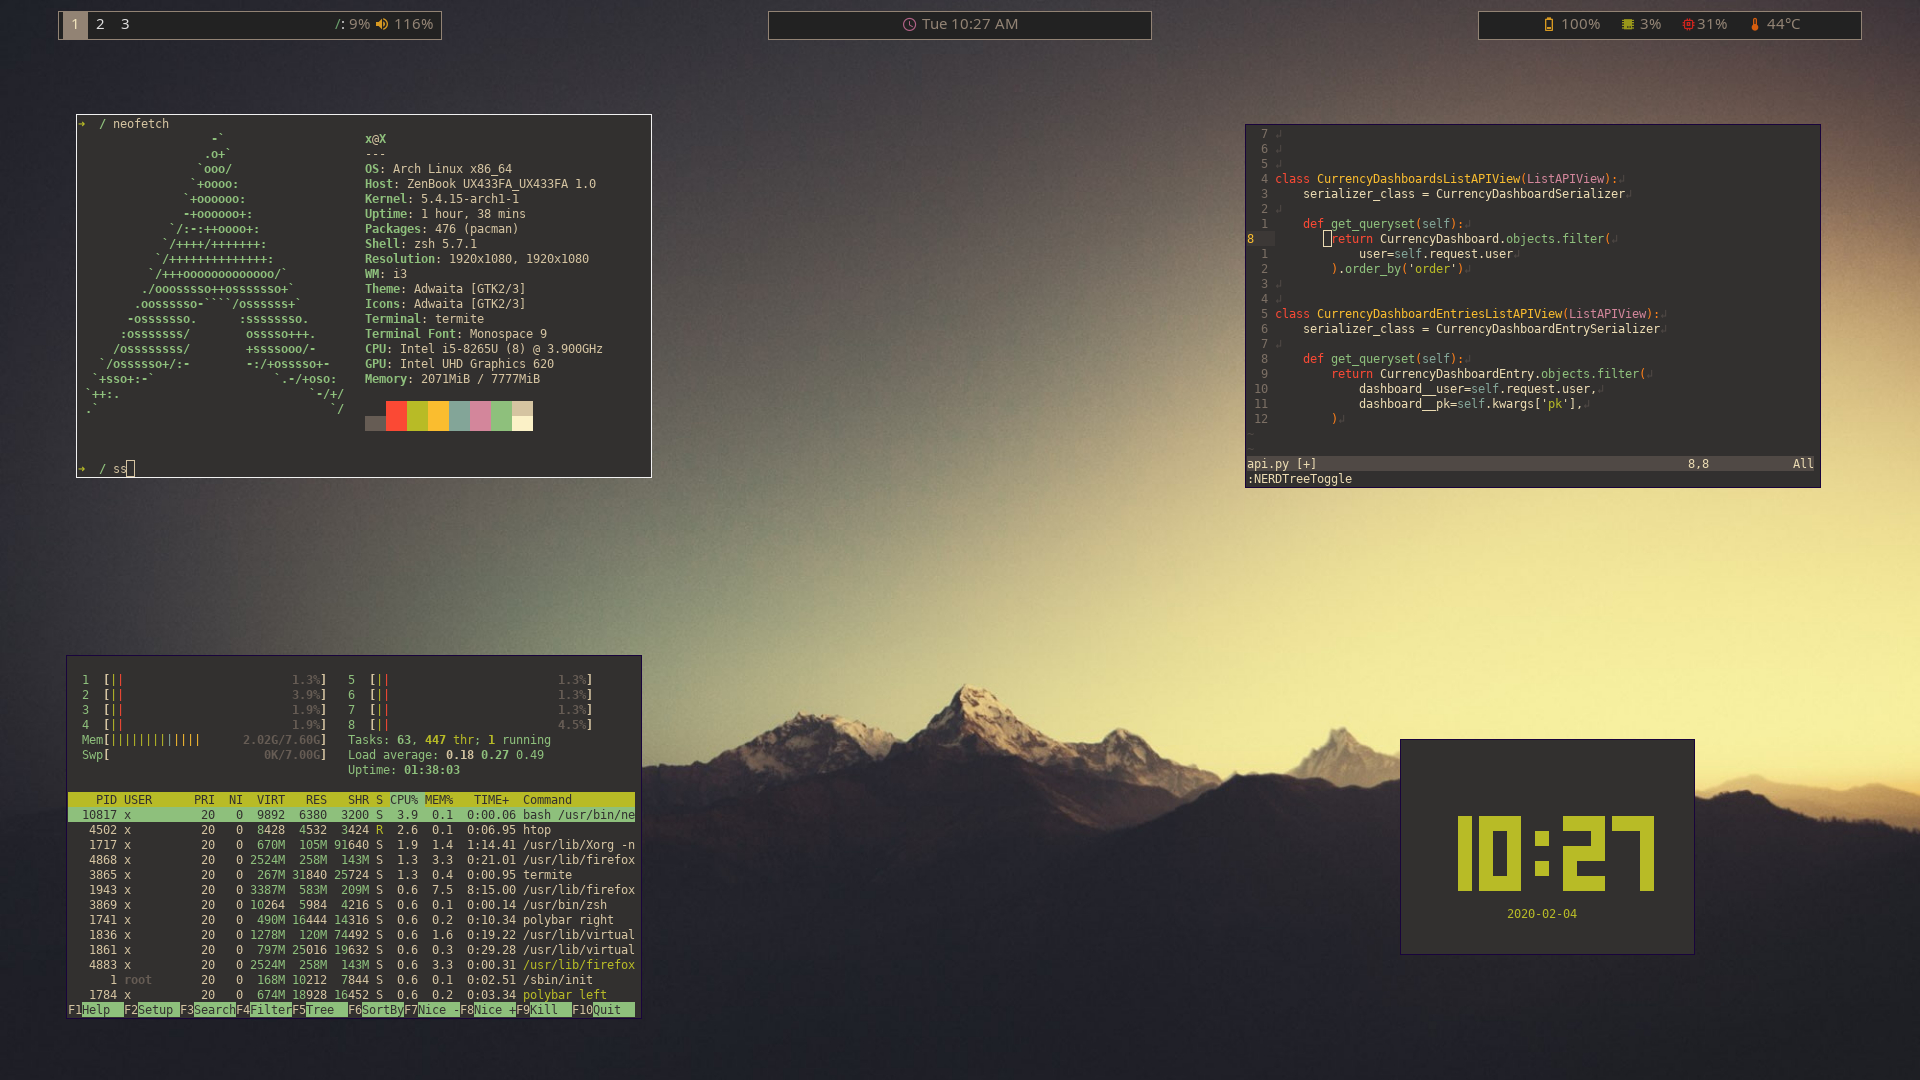 1 2 3 /: 9% 116%
Tue 10:27 AM
100% 3% 31% 44°C
➜ / neofetch
x@X
---
OS: Arch Linux x86_64
Host: ZenBook UX433FA_UX433FA 1.0
Kernel: 5.4.15-arch1-1
Uptime: 1 hour, 38 mins
Packages: 476 (pacman)
Shell: zsh 5.7.1
Resolution: 1920x1080, 1920x1080
WM: i3
Theme: Adwaita [GTK2/3]
Icons: Adwaita [GTK2/3]
Terminal: termite
Terminal Font: Monospace 9
CPU: Intel i5-8265U (8) @ 3.900GHz
GPU: Intel UHD Graphics 620
Memory: 2071MiB / 7777MiB
➜ / ss
7
6
5
4 class CurrencyDashboardsListAPIView(ListAPIView):
3     serializer_class = CurrencyDashboardSerializer
2
1     def get_queryset(self):
8         return CurrencyDashboard.objects.filter(
1             user=self.request.user
2         ).order_by('order')
3
4
5 class CurrencyDashboardEntriesListAPIView(ListAPIView):
6     serializer_class = CurrencyDashboardEntrySerializer
7
8     def get_queryset(self):
9         return CurrencyDashboardEntry.objects.filter(
10             dashboard__user=self.request.user,
11             dashboard__pk=self.kwargs['pk'],
12         )
~
~
api.py [+] 8,8 All
:NERDTreeToggle
1 [|| 1.3%] 5 [|| 1.3%]
2 [|| 3.9%] 6 [|| 1.3%]
3 [|| 1.9%] 7 [|| 1.3%]
4 [|| 1.9%] 8 [|| 4.5%]
Mem[||||||||||||| 2.02G/7.60G] Tasks: 63, 447 thr; 1 running
Swp[ 0K/7.00G] Load average: 0.18 0.27 0.49
Uptime: 01:38:03
PID USER PRI NI VIRT RES SHR S CPU% MEM% TIME+ Command
10817 x 20 0 9892 6380 3200 S 3.9 0.1 0:00.06 bash /usr/bin/ne
4502 x 20 0 8428 4532 3424 R 2.6 0.1 0:06.95 htop
1717 x 20 0 670M 105M 91640 S 1.9 1.4 1:14.41 /usr/lib/Xorg -n
4868 x 20 0 2524M 258M 143M S 1.3 3.3 0:21.01 /usr/lib/firefox
3865 x 20 0 267M 31840 25724 S 1.3 0.4 0:00.95 termite
1943 x 20 0 3387M 583M 209M S 0.6 7.5 8:15.00 /usr/lib/firefox
3869 x 20 0 10264 5984 4216 S 0.6 0.1 0:00.14 /usr/bin/zsh
1741 x 20 0 490M 16444 14316 S 0.6 0.2 0:10.34 polybar right
1836 x 20 0 1278M 120M 74492 S 0.6 1.6 0:19.22 /usr/lib/virtual
1861 x 20 0 797M 25016 19632 S 0.6 0.3 0:29.28 /usr/lib/virtual
4883 x 20 0 2524M 258M 143M S 0.6 3.3 0:00.31 /usr/lib/firefox
1 root 20 0 168M 10212 7844 S 0.6 0.1 0:02.51 /sbin/init
1784 x 20 0 674M 18928 16452 S 0.6 0.2 0:03.34 polybar left
F1Help F2Setup F3SearchF4FilterF5Tree F6SortByF7Nice -F8Nice +F9Kill F10Quit
10:27
2020-02-04